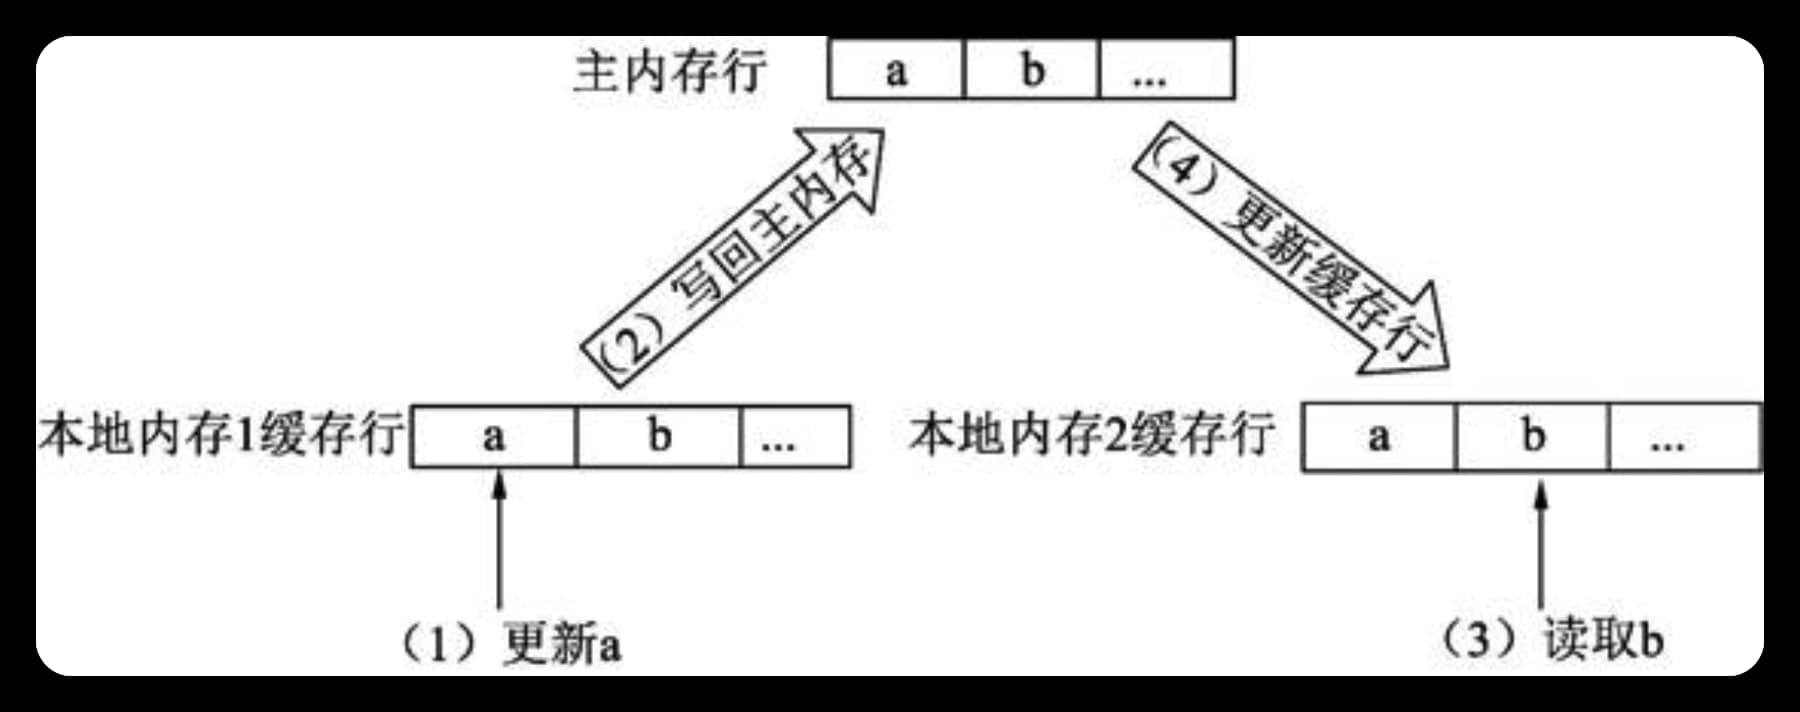 主内存行 a b ...
（2）写回主内存
（4）更新缓存行
本地内存1缓存行 a b ...
本地内存2缓存行 a b ...
（1）更新a
（3）读取b